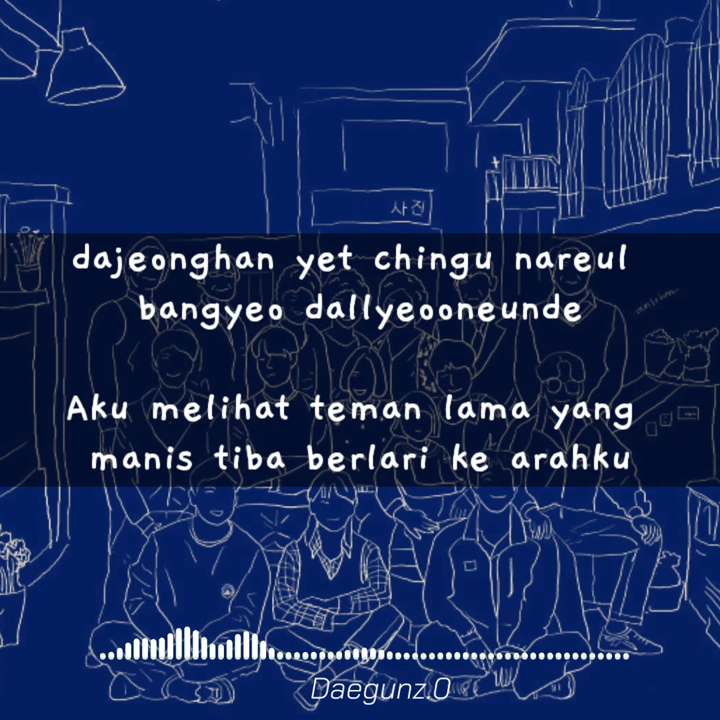 사진
dajeonghan yet chingu nareul
bangyeo dallyeooneunde
Aku melihat teman lama yang
manis tiba berlari ke arahku
Daegunz.0